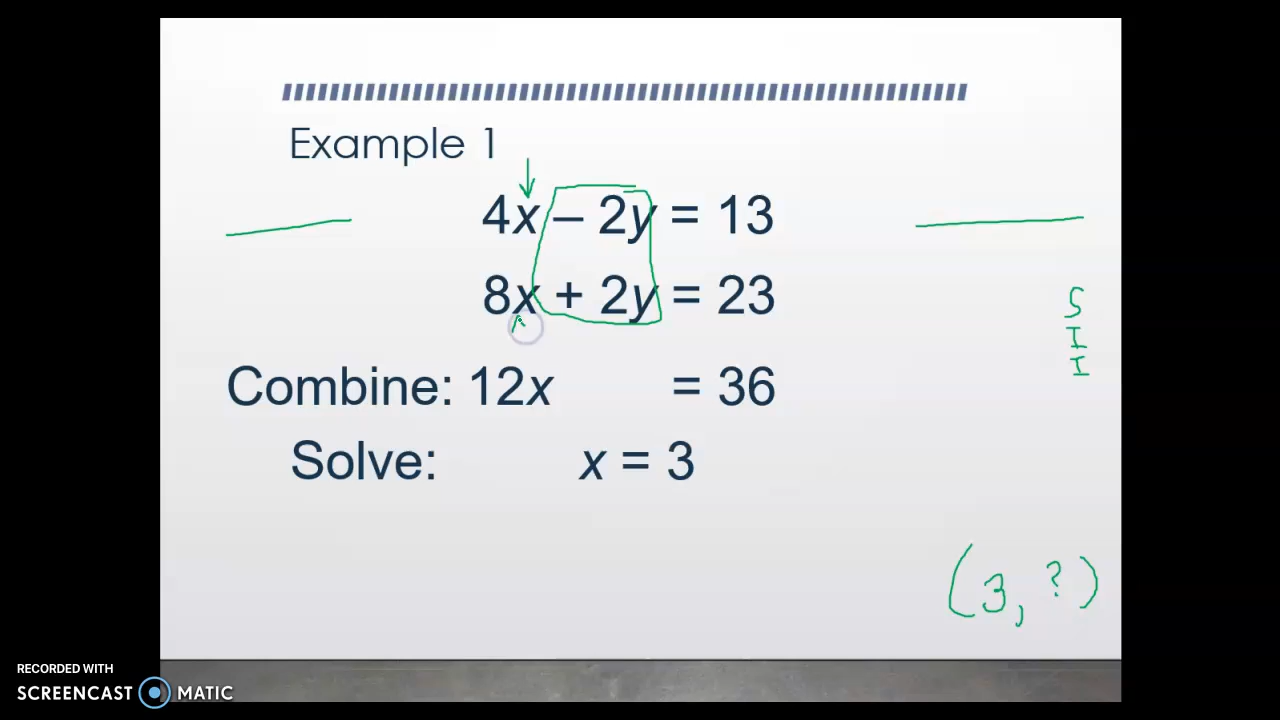 Example 1
4x – 2y = 13
8x + 2y = 23
S
I
I
Combine: 12x = 36
Solve: x = 3
(3, ?)
RECORDED WITH
SCREENCAST MATIC